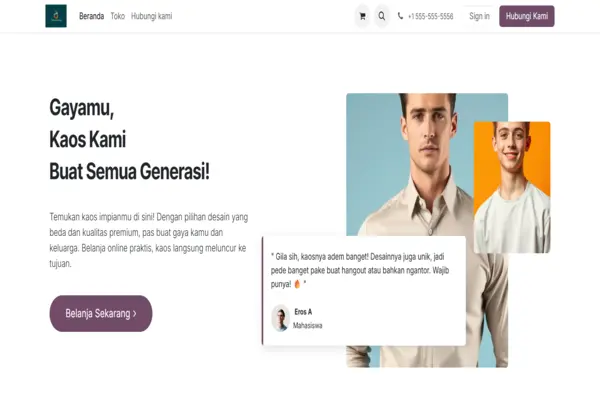 Beranda Toko Hubungi kami +1 555-555-5556 Sign in Hubungi Kami
Gayamu,
Kaos Kami
Buat Semua Generasi!
Temukan kaos impianmu di sini! Dengan pilihan desain yang
beda dan kualitas premium, pas buat gaya kamu dan
keluarga. Belanja online praktis, kaos langsung meluncur ke
tujuan.
Belanja Sekarang ›
" Gila sih, kaosnya adem banget! Desainnya juga unik, jadi
pede banget pake buat hangout atau bahkan ngantor. Wajib
punya! 🔥 "
Eros A
Mahasiswa